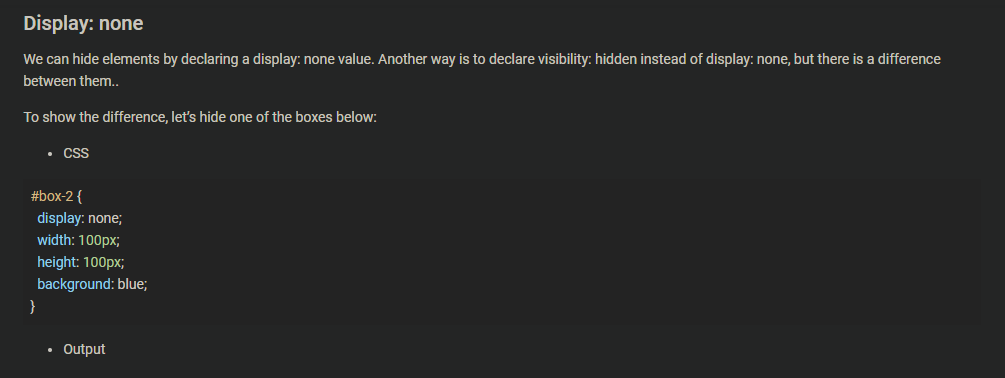 Display: none
We can hide elements by declaring a display: none value. Another way is to declare visibility: hidden instead of display: none, but there is a difference
between them..
To show the difference, let's hide one of the boxes below:
• CSS
#box-2 {
display: none;
width: 100px;
height: 100px;
background: blue;
}
• Output